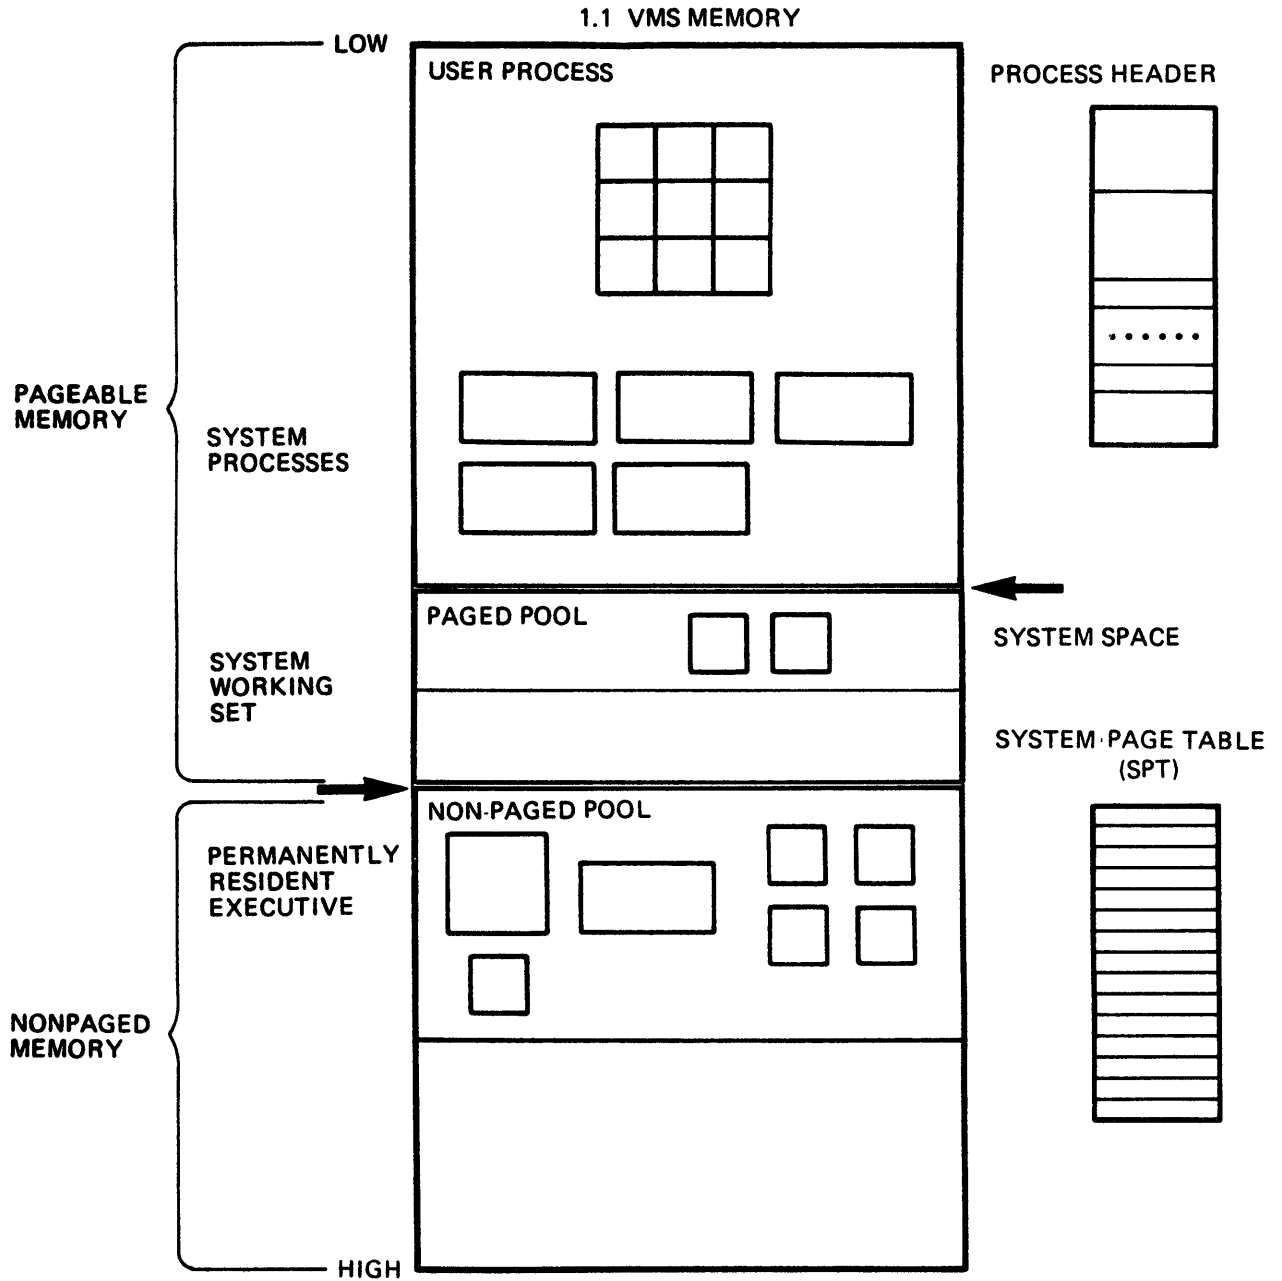 1.1 VMS MEMORY
LOW
USER PROCESS
PROCESS HEADER
......
PAGEABLE
MEMORY
SYSTEM
PROCESSES
PAGED POOL
SYSTEM SPACE
SYSTEM
WORKING
SET
SYSTEM PAGE TABLE
(SPT)
NON-PAGED POOL
PERMANENTLY
RESIDENT
EXECUTIVE
NONPAGED
MEMORY
HIGH